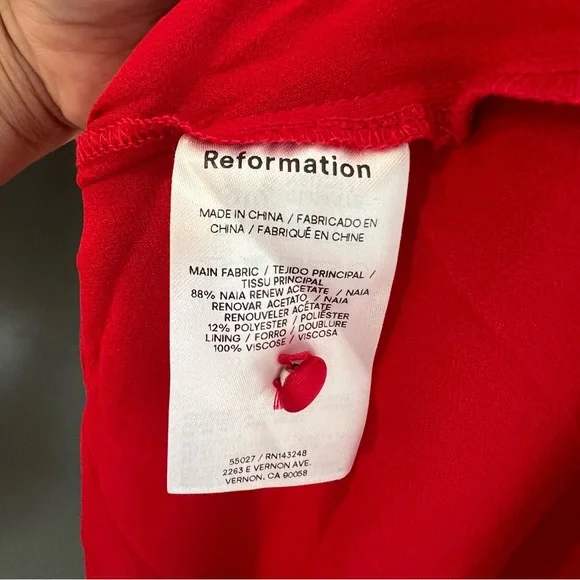 Reformation
MADE IN CHINA / FABRICADO EN
CHINA / FABRIQUÉ EN CHINE
MAIN FABRIC / TEJIDO PRINCIPAL /
TISSU PRINCIPAL
88% NAIA RENEW ACETATE / NAIA
RENOVAR ACETATO / NAIA
RENOUVELER ACÉTATE
12% POLYESTER / POLIÉSTER
LINING / FORRO / DOUBLURE
100% VISCOSE / VISCOSA
55027 / RN143248
2263 E VERNON AVE.
VERNON, CA 90058